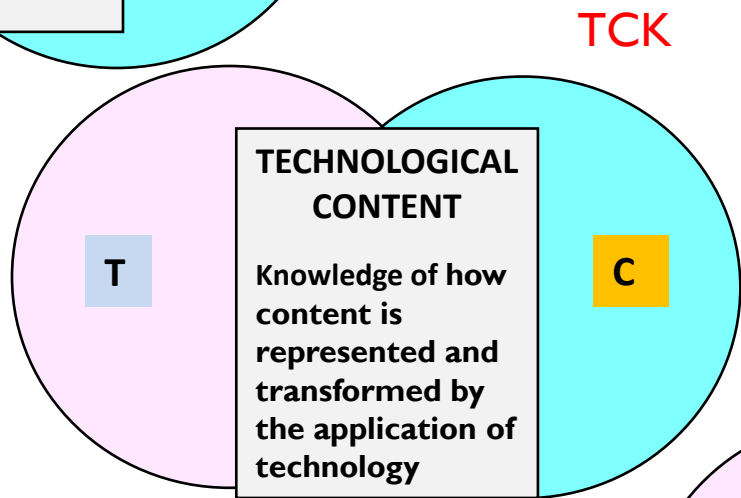 TCK
TECHNOLOGICAL
CONTENT
T
Knowledge of how
content is
represented and
transformed by
the application of
technology
C